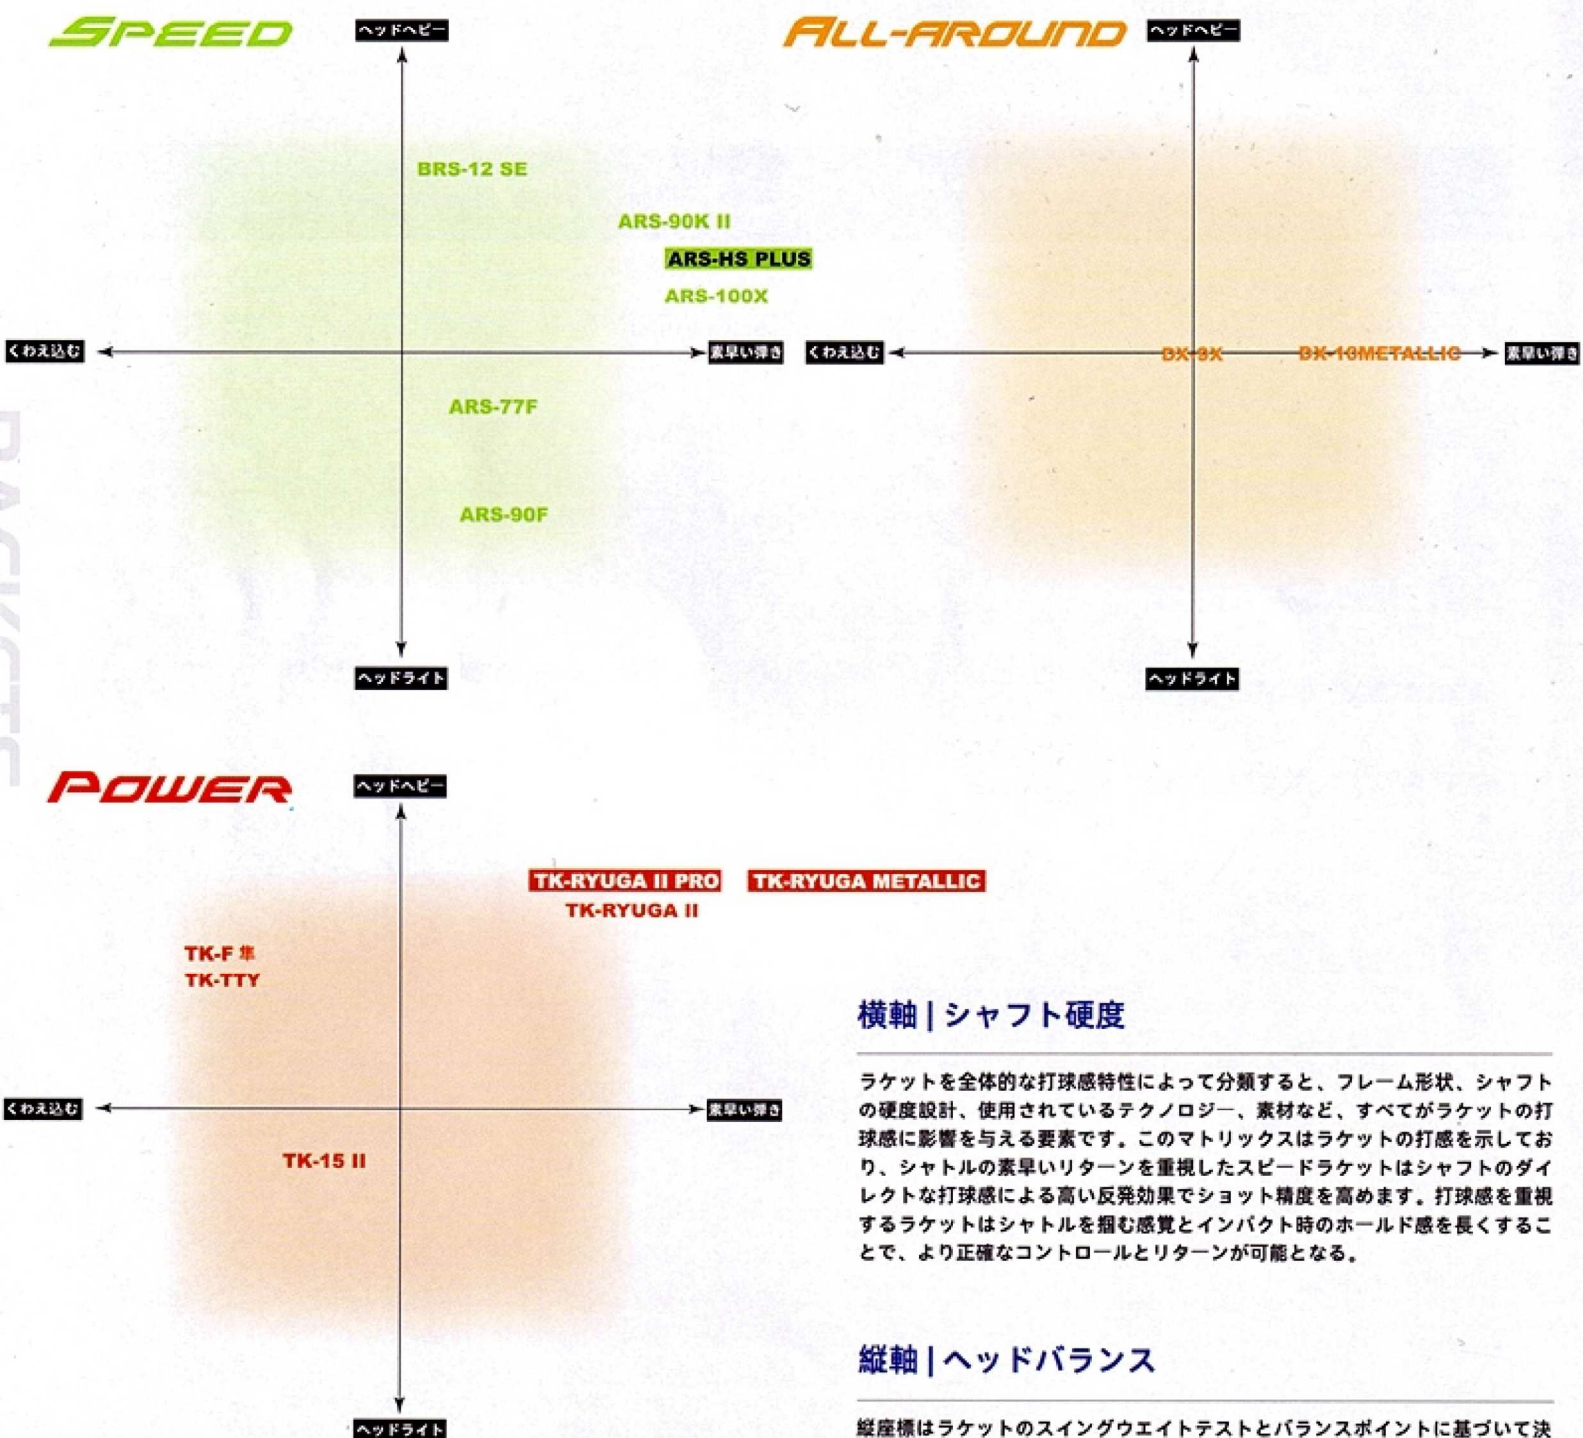 SPEED
ヘッドヘビー
BRS-12 SE
ARS-90K II
ARS-HS PLUS
ARS-100X
くわえ込む
素早い弾き
ARS-77F
ARS-90F
ヘッドライト
ALL-AROUND
ヘッドヘビー
くわえ込む
DX-9X
DX-10METALLIC
素早い弾き
ヘッドライト
RACKETS
POWER
ヘッドヘビー
TK-RYUGA II PRO
TK-RYUGA METALLIC
TK-RYUGA II
TK-F 隼
TK-TTY
くわえ込む
素早い弾き
TK-15 II
ヘッドライト
横軸 | シャフト硬度
ラケットを全体的な打球感特性によって分類すると、フレーム形状、シャフト
の硬度設計、使用されているテクノロジー、素材など、すべてがラケットの打
球感に影響を与える要素です。このマトリックスはラケットの打感を示してお
り、シャトルの素早いリターンを重視したスピードラケットはシャフトのダイ
レクトな打球感による高い反発効果でショット精度を高めます。打球感を重視
するラケットはシャトルを掴む感覚とインパクト時のホールド感を長くするこ
とで、より正確なコントロールとリターンが可能となる。
縦軸 | ヘッドバランス
縦座標はラケットのスイングウエイトテストとバランスポイントに基づいて決